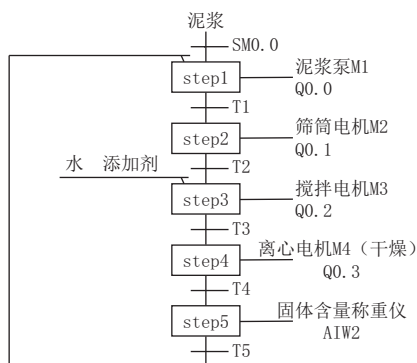 泥浆
SM0.0
step1
泥浆泵M1
Q0.0
T1
step2
筛筒电机M2
Q0.1
T2
水 添加剂
step3
搅拌电机M3
Q0.2
T3
step4
离心电机M4（干燥）
Q0.3
T4
step5
固体含量称重仪
AIW2
T5